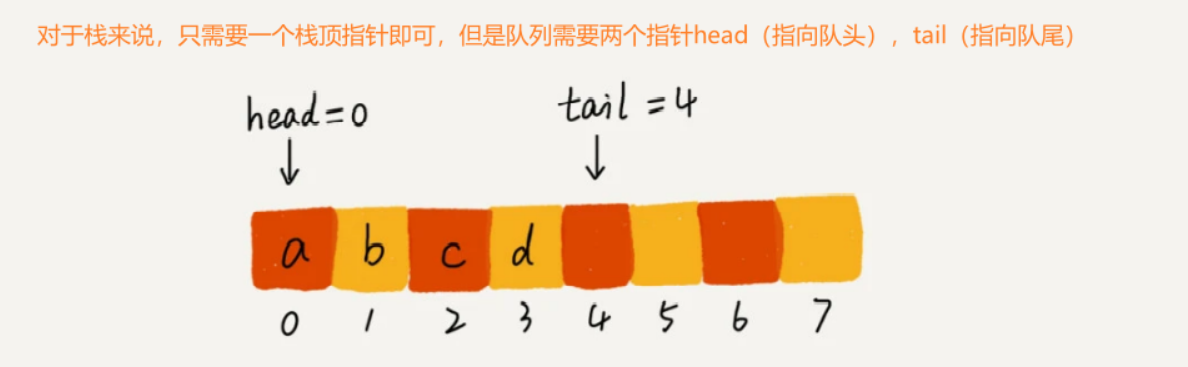 对于栈来说，只需要一个栈顶指针即可，但是队列需要两个指针head（指向队头），tail（指向队尾）
head=0 tail=4
a b c d
0 1 2 3 4 5 6 7